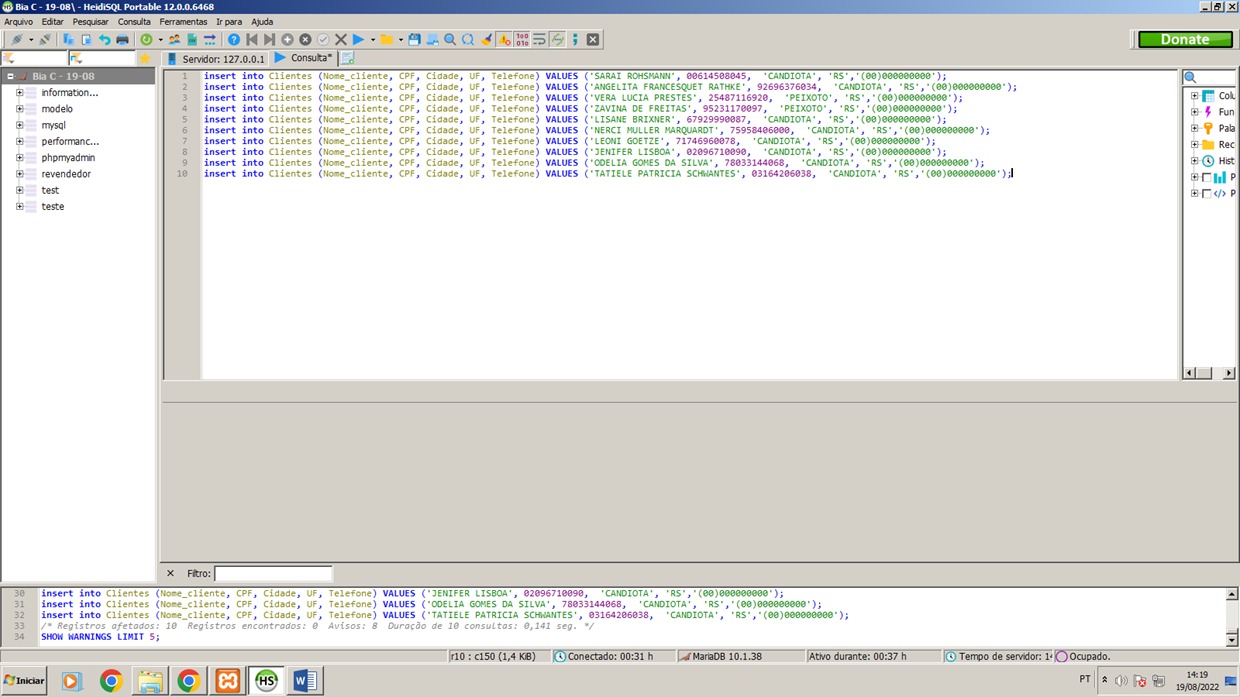 Bia C - 19-08\ - HeidiSQL Portable 12.0.0.6468
Arquivo Editar Pesquisar Consulta Ferramentas Ir para Ajuda
Donate
Servidor: 127.0.0.1 Consulta*
Bia C - 19-08
information...
modelo
mysql
performanc...
phpmyadmin
revendedor
test
teste
1 insert into Clientes (Nome_cliente, CPF, Cidade, UF, Telefone) VALUES ('SARAI ROHSMANN', 00614508045, 'CANDIOTA', 'RS','(00)000000000');
2 insert into Clientes (Nome_cliente, CPF, Cidade, UF, Telefone) VALUES ('ANGELITA FRANCESQUET RATHKE', 92696376034, 'CANDIOTA', 'RS','(00)000000000');
3 insert into Clientes (Nome_cliente, CPF, Cidade, UF, Telefone) VALUES ('VERA LUCIA PRESTES', 25487116920, 'PEIXOTO', 'RS','(00)000000000');
4 insert into Clientes (Nome_cliente, CPF, Cidade, UF, Telefone) VALUES ('ZAVINA DE FREITAS', 95231170097, 'PEIXOTO', 'RS','(00)000000000');
5 insert into Clientes (Nome_cliente, CPF, Cidade, UF, Telefone) VALUES ('LISANE BRIXNER', 67929990087, 'CANDIOTA', 'RS','(00)000000000');
6 insert into Clientes (Nome_cliente, CPF, Cidade, UF, Telefone) VALUES ('NERCI MULLER MARQUARDT', 75958406000, 'CANDIOTA', 'RS','(00)000000000');
7 insert into Clientes (Nome_cliente, CPF, Cidade, UF, Telefone) VALUES ('LEONI GOETZE', 71746960078, 'CANDIOTA', 'RS','(00)000000000');
8 insert into Clientes (Nome_cliente, CPF, Cidade, UF, Telefone) VALUES ('JENIFER LISBOA', 02096710090, 'CANDIOTA', 'RS','(00)000000000');
9 insert into Clientes (Nome_cliente, CPF, Cidade, UF, Telefone) VALUES ('ODELIA GOMES DA SILVA', 78033144068, 'CANDIOTA', 'RS','(00)000000000');
10 insert into Clientes (Nome_cliente, CPF, Cidade, UF, Telefone) VALUES ('TATIELE PATRICIA SCHWANTES', 03164206038, 'CANDIOTA', 'RS','(00)000000000');
Colu
Fun
Pala
Rec
Hist
P
P
Filtro:
30 insert into Clientes (Nome_cliente, CPF, Cidade, UF, Telefone) VALUES ('JENIFER LISBOA', 02096710090, 'CANDIOTA', 'RS','(00)000000000');
31 insert into Clientes (Nome_cliente, CPF, Cidade, UF, Telefone) VALUES ('ODELIA GOMES DA SILVA', 78033144068, 'CANDIOTA', 'RS','(00)000000000');
32 insert into Clientes (Nome_cliente, CPF, Cidade, UF, Telefone) VALUES ('TATIELE PATRICIA SCHWANTES', 03164206038, 'CANDIOTA', 'RS','(00)000000000');
33 /* Registros afetados: 10 Registros encontrados: 0 Avisos: 8 Duração de 10 consultas: 0,141 seg. */
34 SHOW WARNINGS LIMIT 5;
r10 : c150 (1,4 KiB) Conectado: 00:31 h MariaDB 10.1.38 Ativo durante: 00:37 h Tempo de servidor: 14 Ocupado.
Iniciar
PT
14:19
19/08/2022